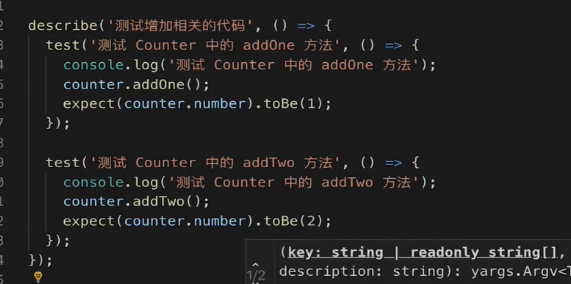 describe('测试增加相关的代码', () => {
test('测试 Counter 中的 addOne 方法', () => {
console.log('测试 Counter 中的 addOne 方法');
counter.addOne();
expect(counter.number).toBe(1);
});
test('测试 Counter 中的 addTwo 方法', () => {
console.log('测试 Counter 中的 addTwo 方法');
counter.addTwo();
expect(counter.number).toBe(2);
});
});
(key: string | readonly string[],
1/2
description: string): yargs.Argv<T